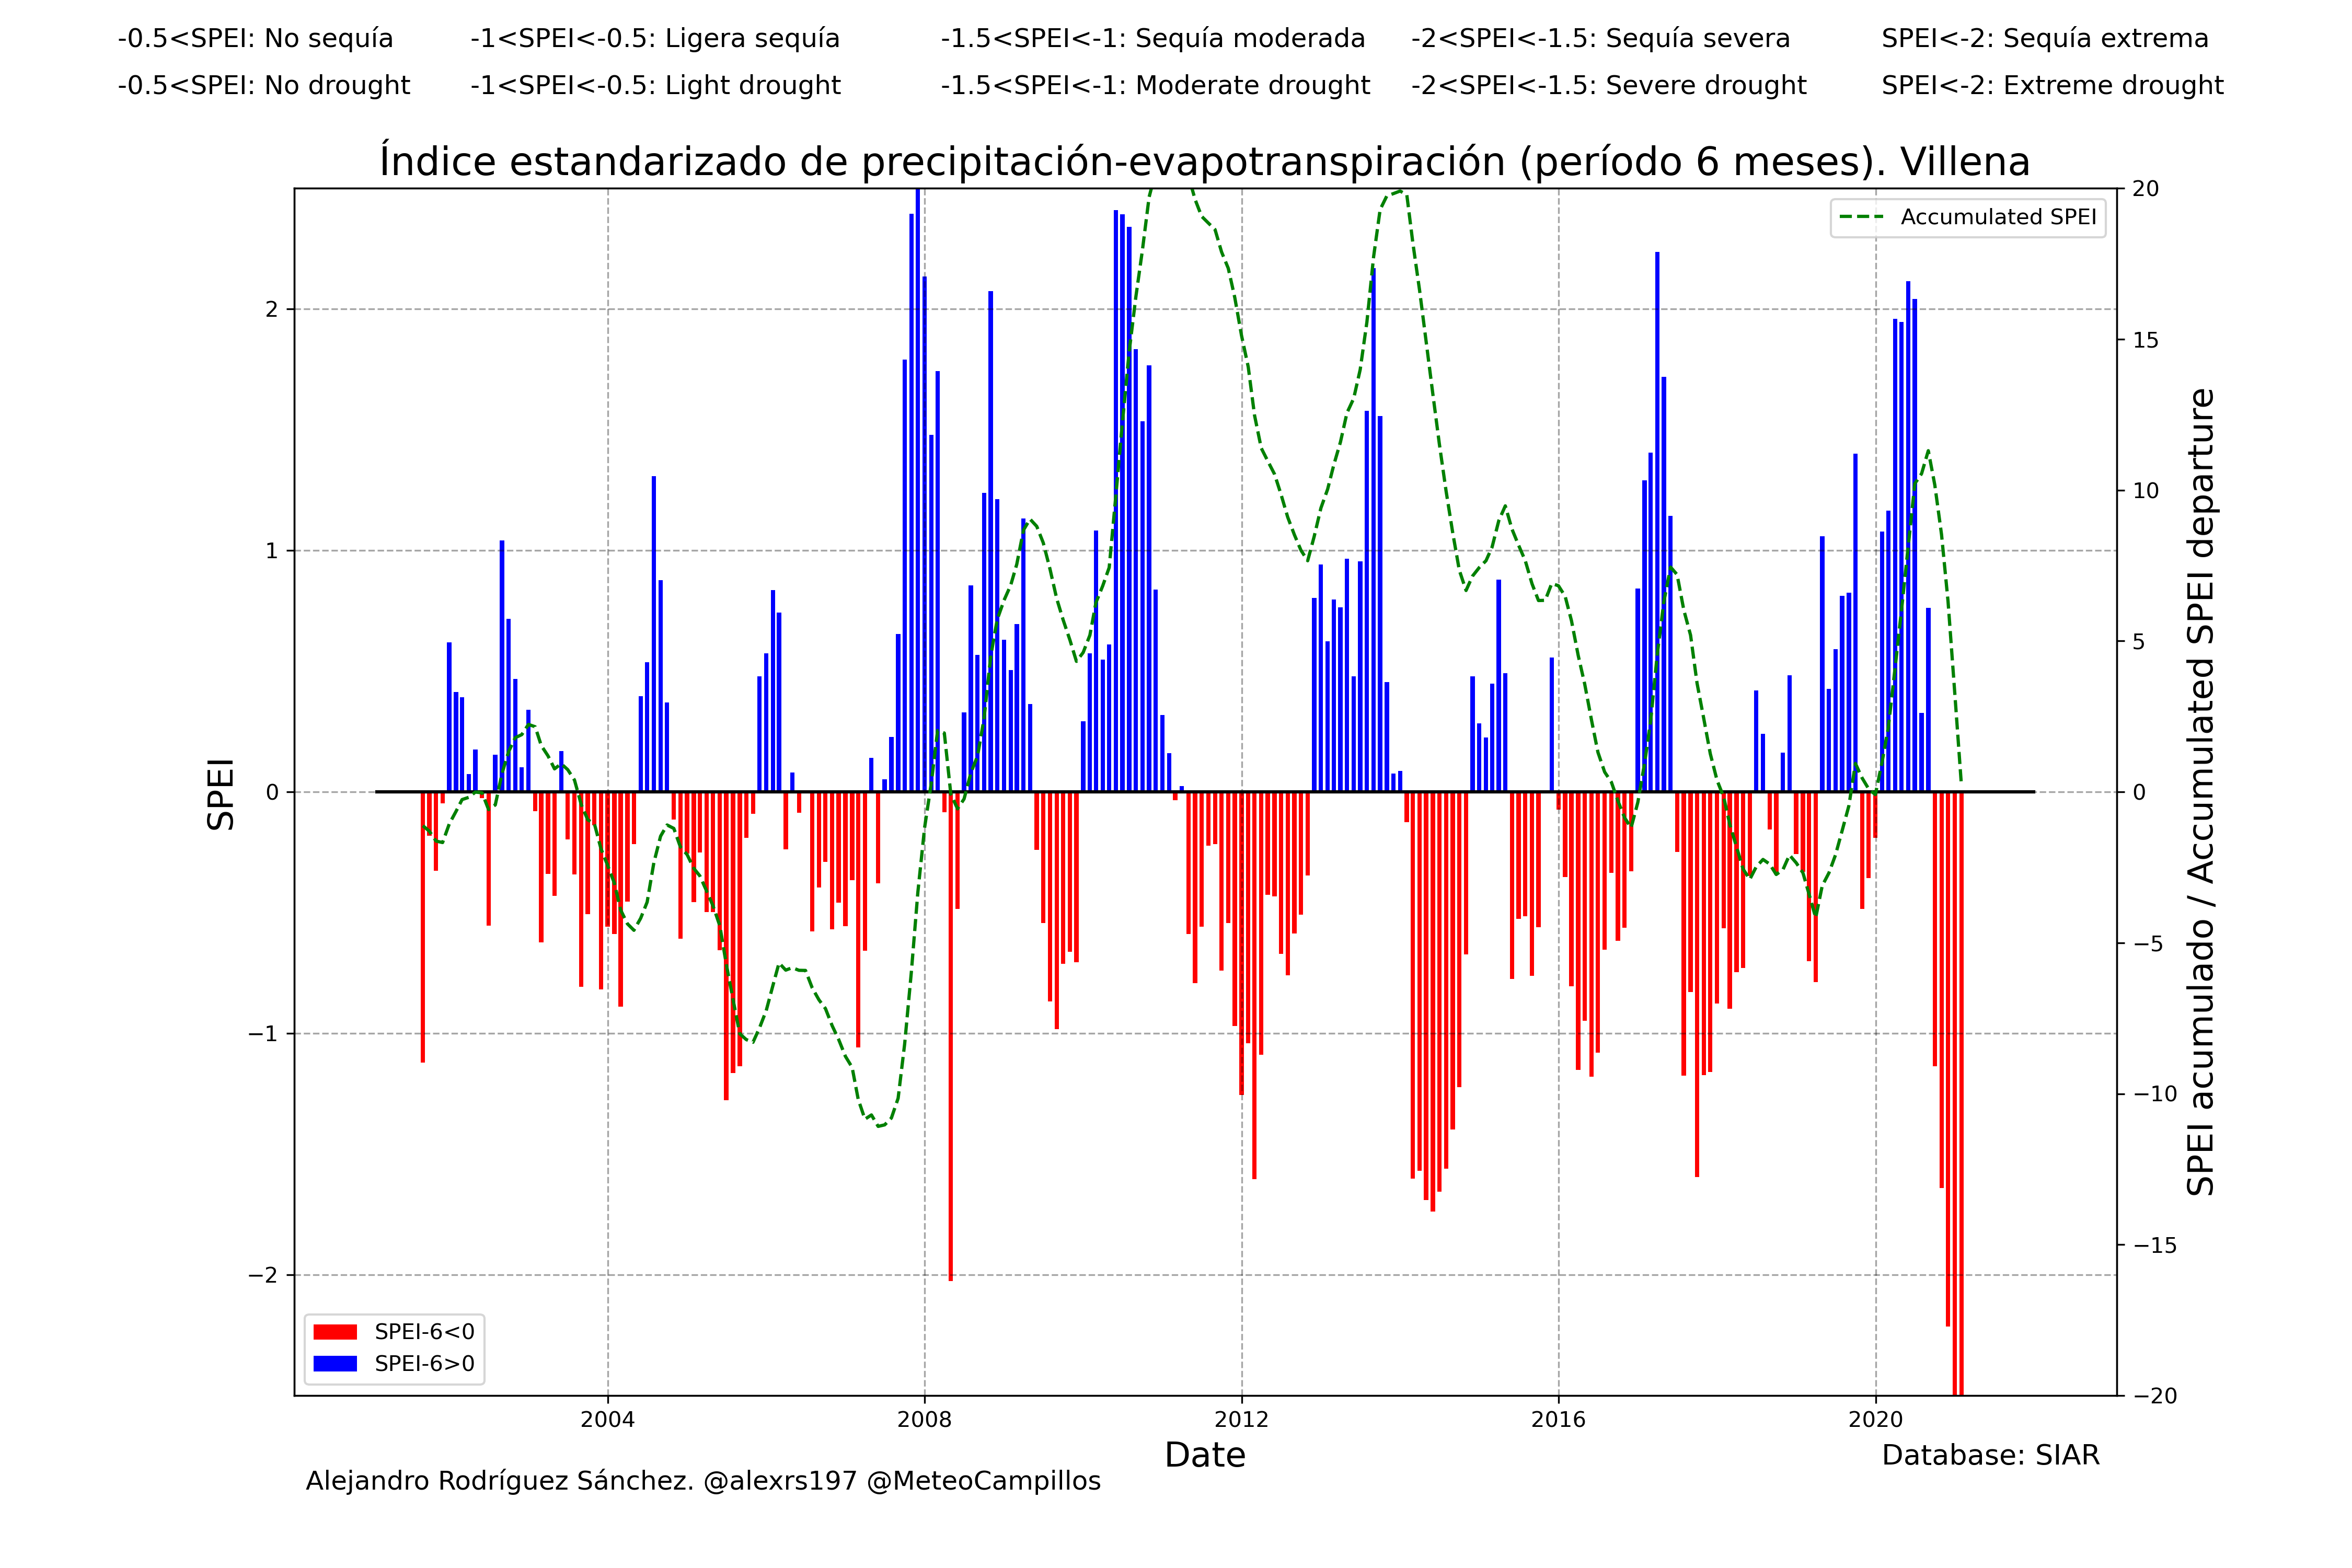 -0.5<SPEI: No sequía -1<SPEI<-0.5: Ligera sequía -1.5<SPEI<-1: Sequía moderada -2<SPEI<-1.5: Sequía severa SPEI<-2: Sequía extrema
-0.5<SPEI: No drought -1<SPEI<-0.5: Light drought -1.5<SPEI<-1: Moderate drought -2<SPEI<-1.5: Severe drought SPEI<-2: Extreme drought
Índice estandarizado de precipitación-evapotranspiración (período 6 meses). Villena
Accumulated SPEI
SPEI
2
1
0
−1
−2
20
15
10
5
0
−5
−10
−15
−20
SPEI acumulado / Accumulated SPEI departure
SPEI-6<0
SPEI-6>0
2004 2008 2012 2016 2020
Date
Database: SIAR
Alejandro Rodríguez Sánchez. @alexrs197 @MeteoCampillos